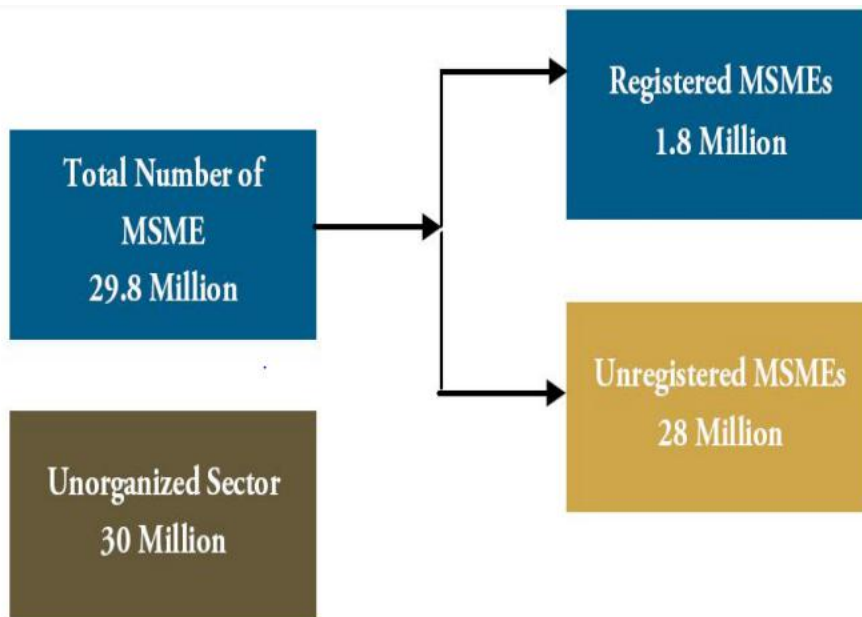 Total Number of
MSME
29.8 Million
Registered MSMEs
1.8 Million
Unregistered MSMEs
28 Million
Unorganized Sector
30 Million